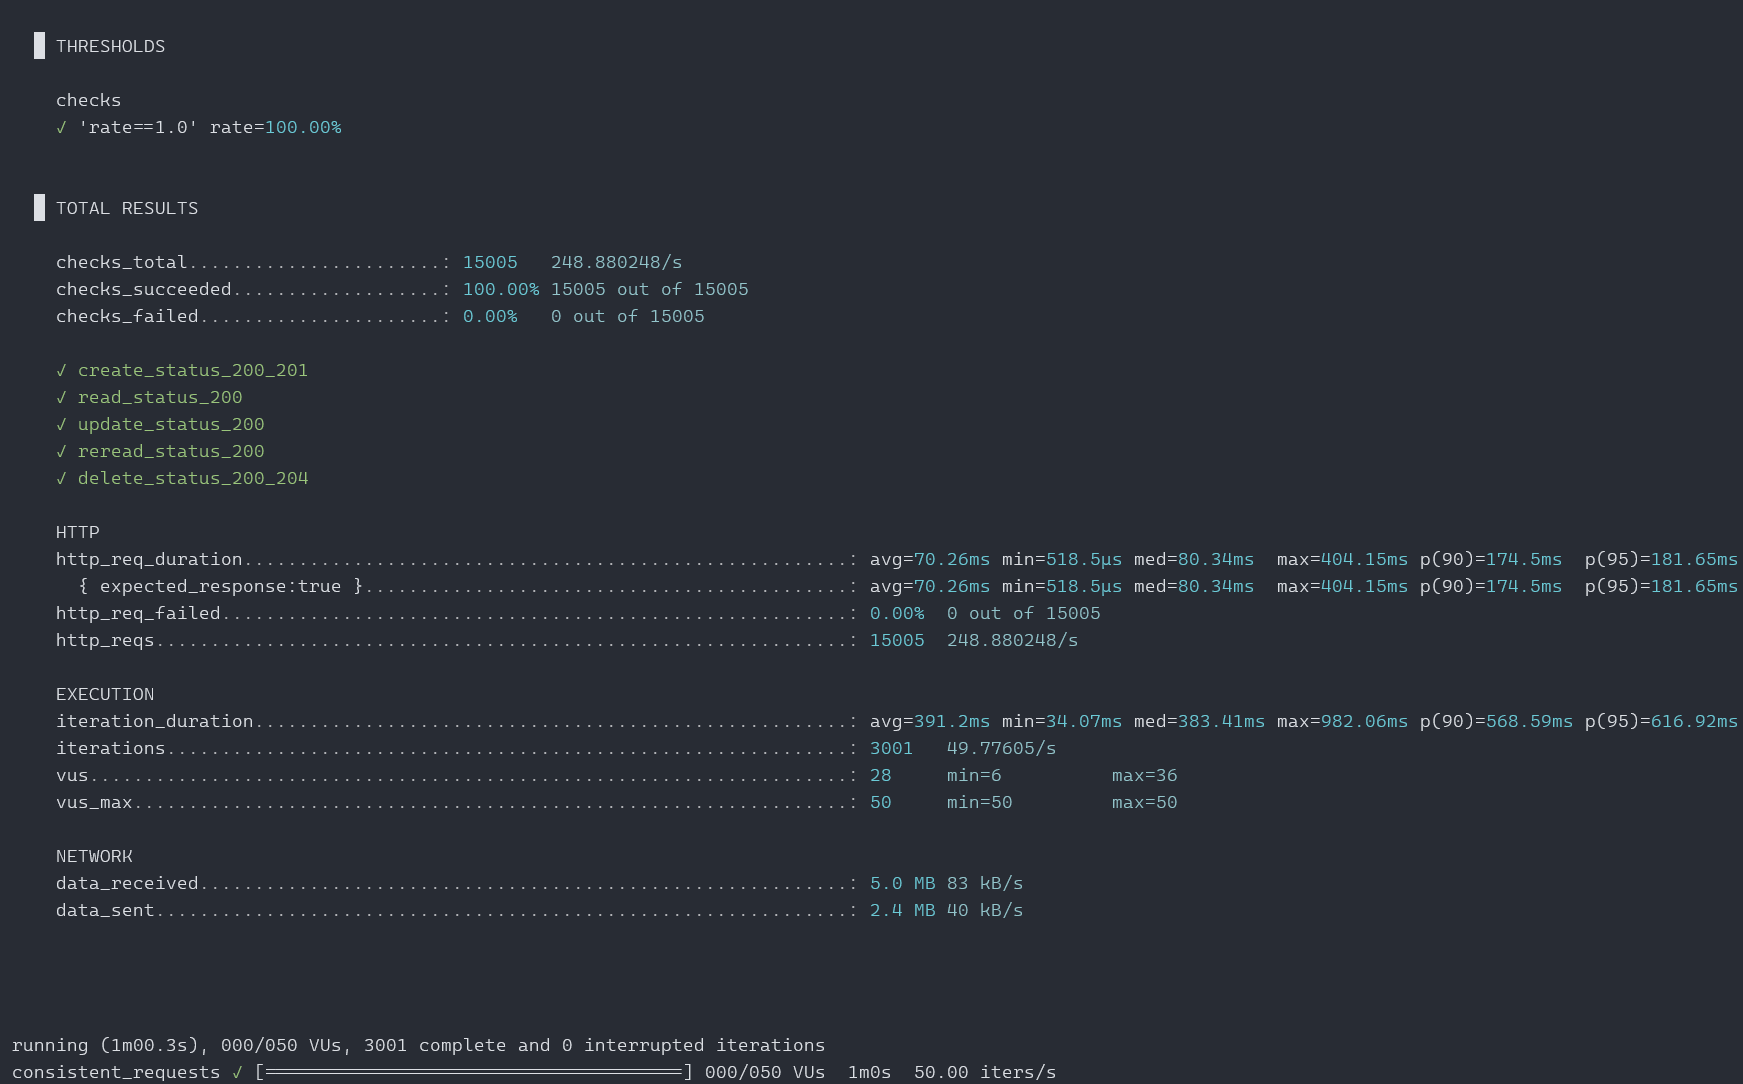 █ THRESHOLDS
checks
✓ 'rate==1.0' rate=100.00%
█ TOTAL RESULTS
checks_total.......................: 15005   248.880248/s
checks_succeeded...................: 100.00% 15005 out of 15005
checks_failed......................: 0.00%   0 out of 15005
✓ create_status_200_201
✓ read_status_200
✓ update_status_200
✓ reread_status_200
✓ delete_status_200_204
HTTP
http_req_duration.......................................................: avg=70.26ms min=518.5µs med=80.34ms  max=404.15ms p(90)=174.5ms  p(95)=181.65ms
{ expected_response:true }............................................: avg=70.26ms min=518.5µs med=80.34ms  max=404.15ms p(90)=174.5ms  p(95)=181.65ms
http_req_failed.........................................................: 0.00%  0 out of 15005
http_reqs...............................................................: 15005  248.880248/s
EXECUTION
iteration_duration......................................................: avg=391.2ms min=34.07ms med=383.41ms max=982.06ms p(90)=568.59ms p(95)=616.92ms
iterations..............................................................: 3001   49.77605/s
vus.....................................................................: 28     min=6          max=36
vus_max.................................................................: 50     min=50         max=50
NETWORK
data_received...........................................................: 5.0 MB 83 kB/s
data_sent...............................................................: 2.4 MB 40 kB/s
running (1m00.3s), 000/050 VUs, 3001 complete and 0 interrupted iterations
consistent_requests ✓ [======================================] 000/050 VUs  1m0s  50.00 iters/s